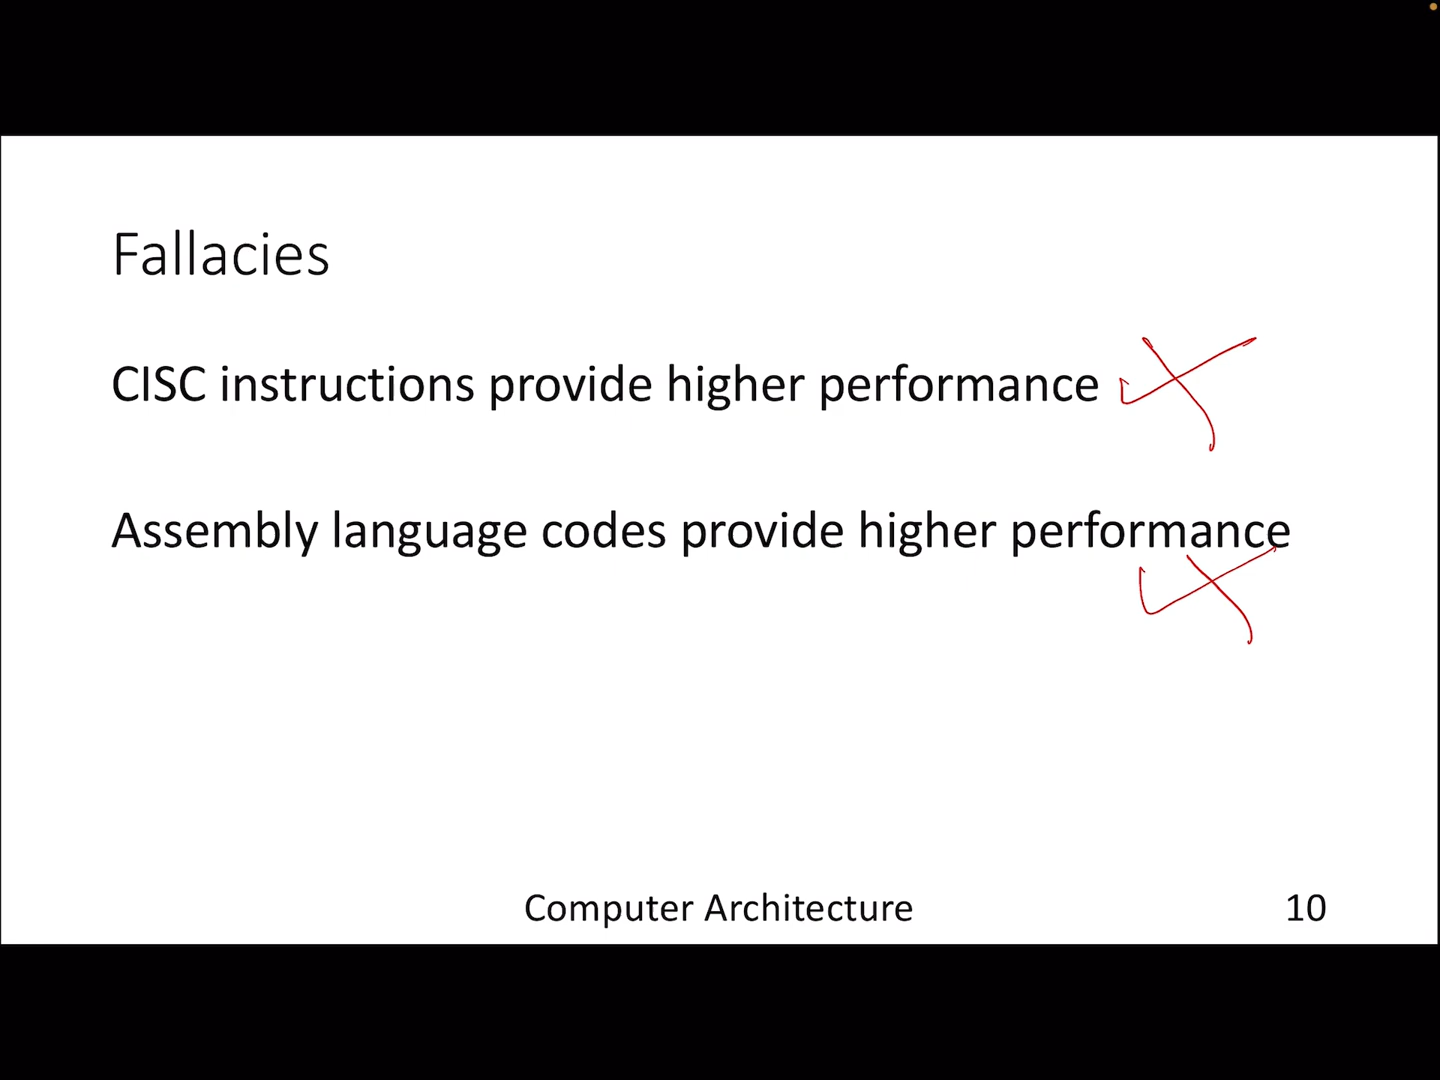 Fallacies
CISC instructions provide higher performance
Assembly language codes provide higher performance
Computer Architecture
10